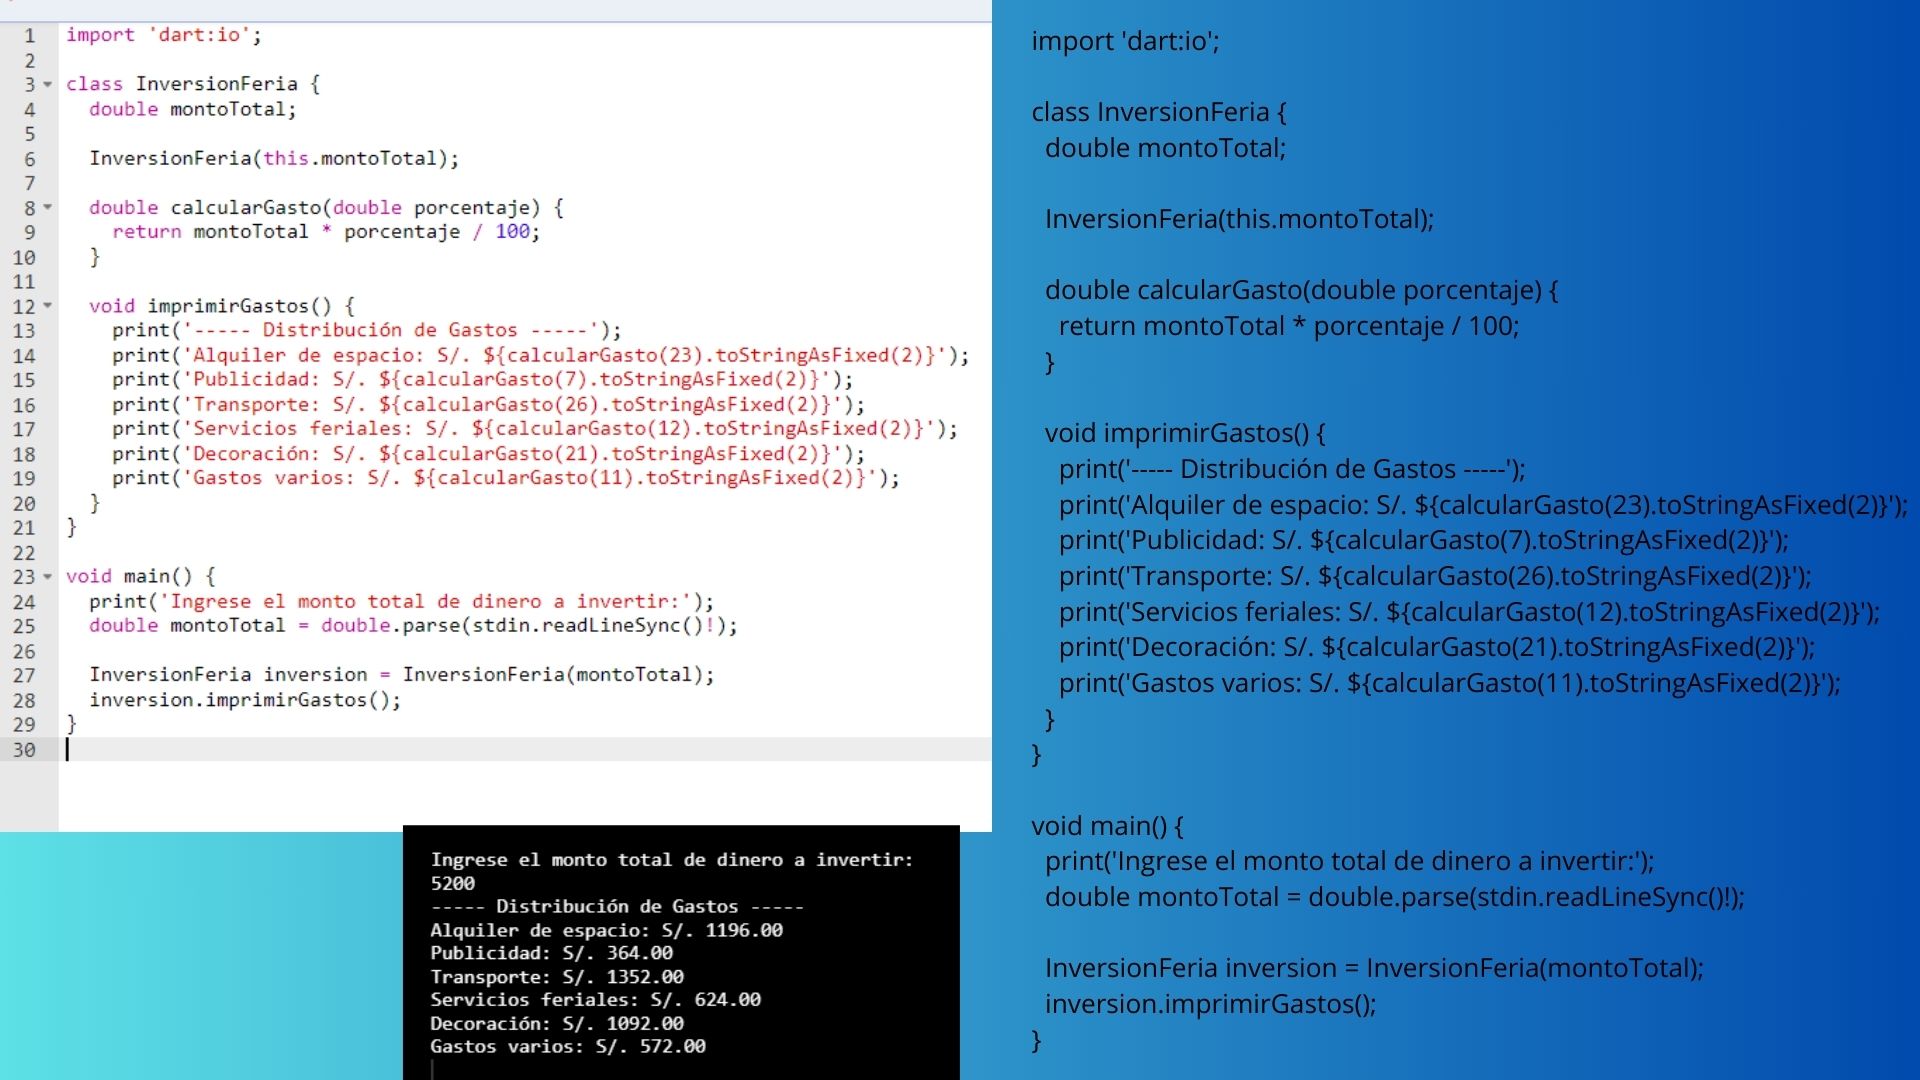 1 import 'dart:io';
2
3 class InversionFeria {
4   double montoTotal;
5
6   InversionFeria(this.montoTotal);
7
8   double calcularGasto(double porcentaje) {
9     return montoTotal * porcentaje / 100;
10   }
11
12   void imprimirGastos() {
13     print('----- Distribución de Gastos -----');
14     print('Alquiler de espacio: S/. ${calcularGasto(23).toStringAsFixed(2)}');
15     print('Publicidad: S/. ${calcularGasto(7).toStringAsFixed(2)}');
16     print('Transporte: S/. ${calcularGasto(26).toStringAsFixed(2)}');
17     print('Servicios feriales: S/. ${calcularGasto(12).toStringAsFixed(2)}');
18     print('Decoración: S/. ${calcularGasto(21).toStringAsFixed(2)}');
19     print('Gastos varios: S/. ${calcularGasto(11).toStringAsFixed(2)}');
20   }
21 }
22
23 void main() {
24   print('Ingrese el monto total de dinero a invertir:');
25   double montoTotal = double.parse(stdin.readLineSync()!);
26
27   InversionFeria inversion = InversionFeria(montoTotal);
28   inversion.imprimirGastos();
29 }
30
Ingrese el monto total de dinero a invertir:
5200
----- Distribución de Gastos -----
Alquiler de espacio: S/. 1196.00
Publicidad: S/. 364.00
Transporte: S/. 1352.00
Servicios feriales: S/. 624.00
Decoración: S/. 1092.00
Gastos varios: S/. 572.00
import 'dart:io';
class InversionFeria {
  double montoTotal;
  InversionFeria(this.montoTotal);
  double calcularGasto(double porcentaje) {
    return montoTotal * porcentaje / 100;
  }
  void imprimirGastos() {
    print('----- Distribución de Gastos -----');
    print('Alquiler de espacio: S/. ${calcularGasto(23).toStringAsFixed(2)}');
    print('Publicidad: S/. ${calcularGasto(7).toStringAsFixed(2)}');
    print('Transporte: S/. ${calcularGasto(26).toStringAsFixed(2)}');
    print('Servicios feriales: S/. ${calcularGasto(12).toStringAsFixed(2)}');
    print('Decoración: S/. ${calcularGasto(21).toStringAsFixed(2)}');
    print('Gastos varios: S/. ${calcularGasto(11).toStringAsFixed(2)}');
  }
}
void main() {
  print('Ingrese el monto total de dinero a invertir:');
  double montoTotal = double.parse(stdin.readLineSync()!);
  InversionFeria inversion = InversionFeria(montoTotal);
  inversion.imprimirGastos();
}